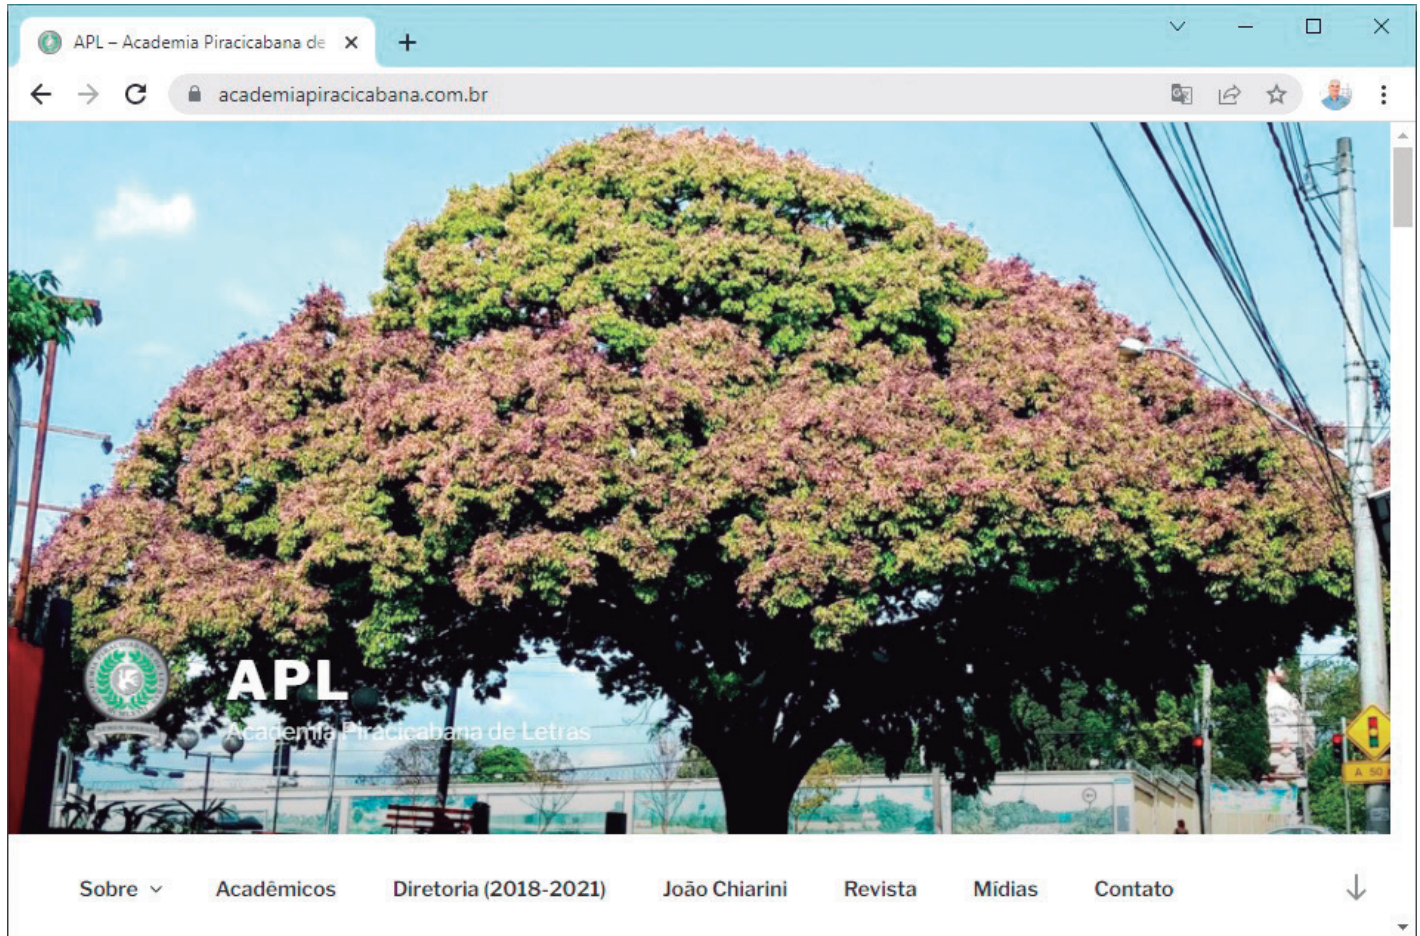 APL – Academia Piracicabana de
academiapiracicabana.com.br
APL
Academia Piracicabana de Letras
A 50
Sobre
Acadêmicos
Diretoria (2018-2021)
João Chiarini
Revista
Mídias
Contato